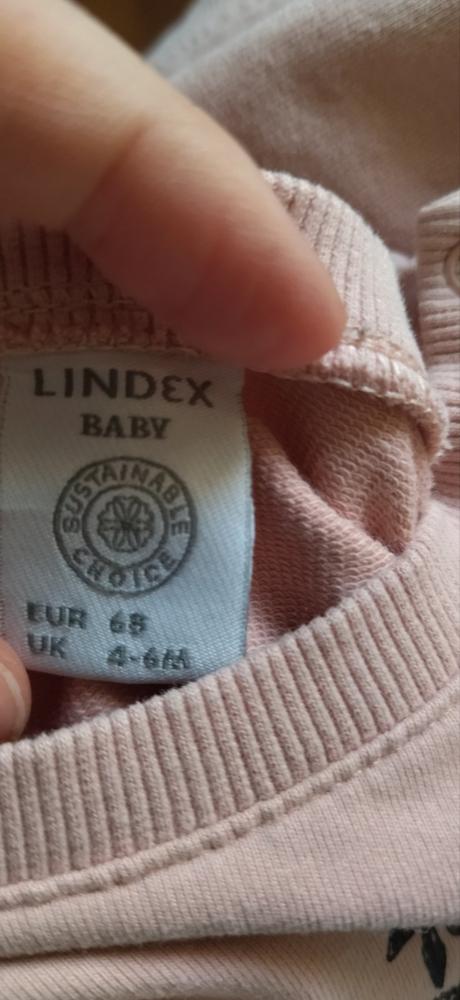 LINDEX
BABY
SUSTAINABLE
CHOICE
EUR 68
UK 4-6M